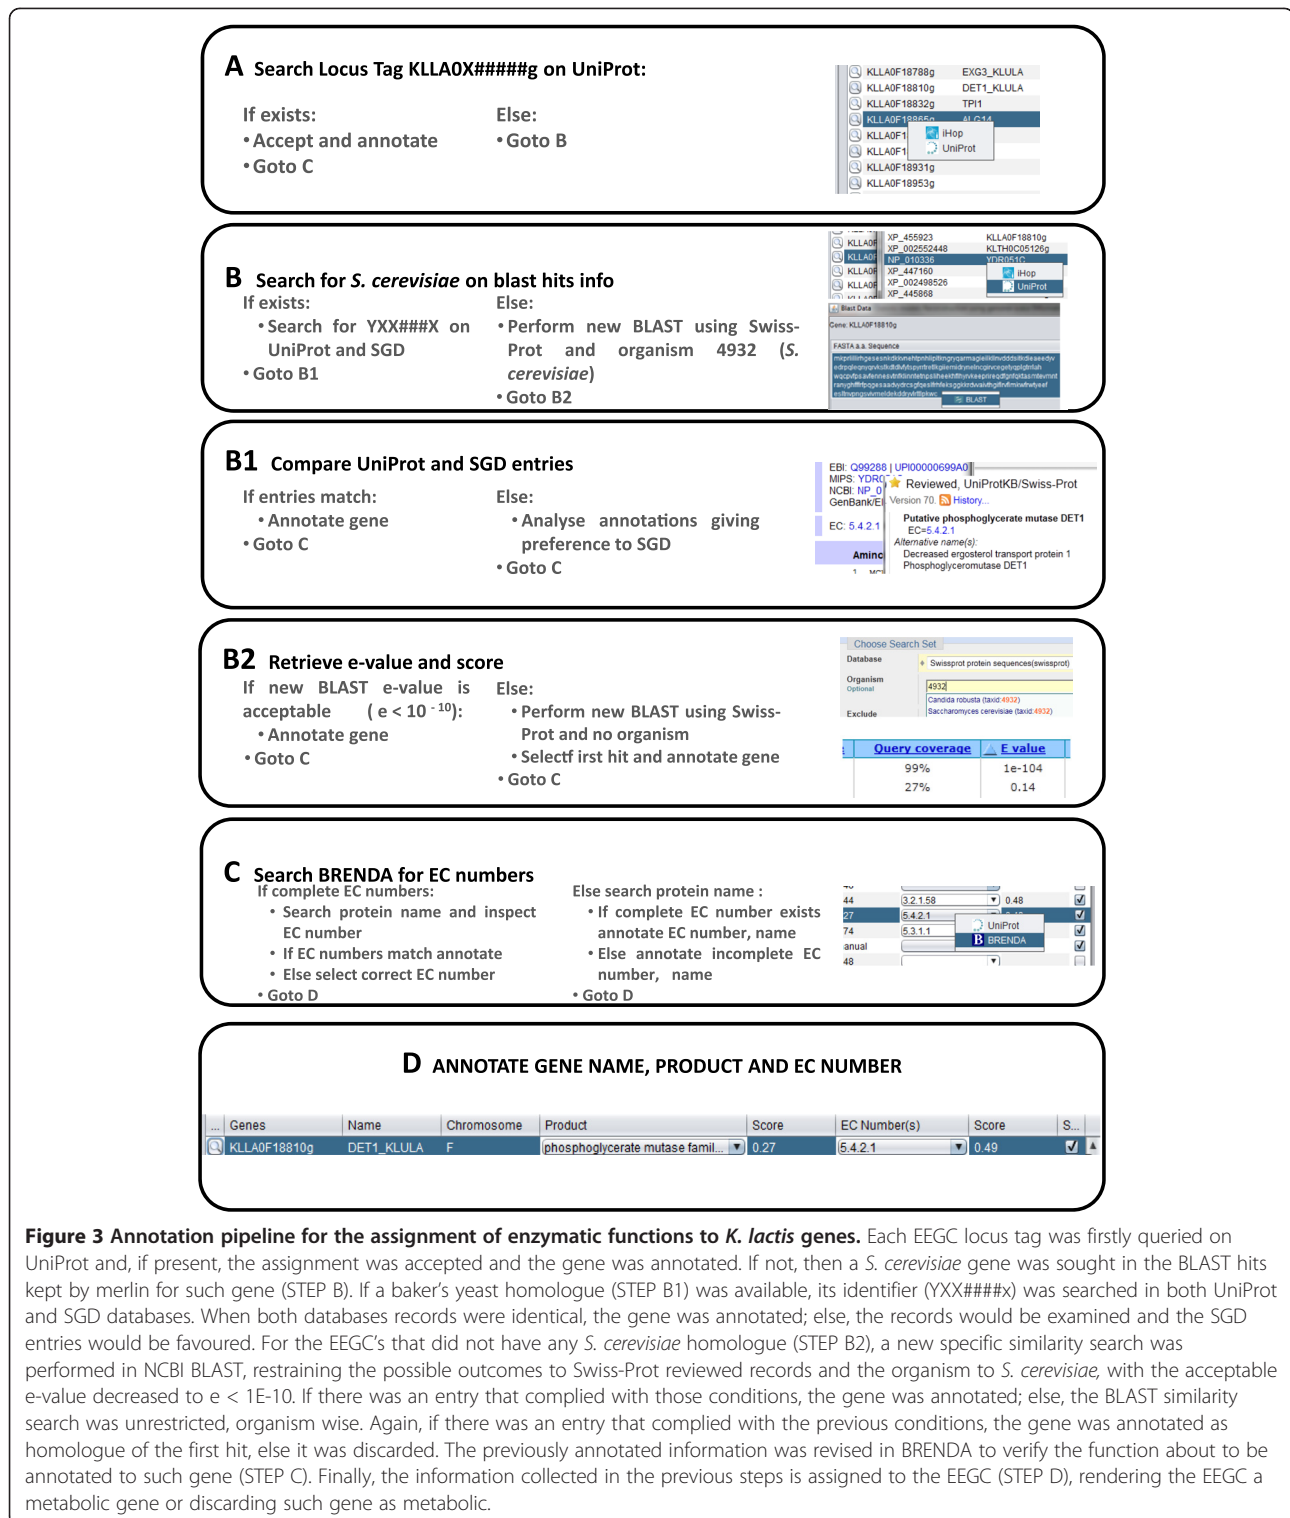 A Search Locus Tag KLLA0X#####g on UniProt:
If exists:
• Accept and annotate
• Goto C
Else:
• Goto B
KLLA0F18788g EXG3_KLULA
KLLA0F18810g DET1_KLULA
KLLA0F18832g TPI1
KLLA0F18865g ALG14
KLLA0F1
KLLA0F1
KLLA0F18931g
KLLA0F18953g
iHop
UniProt
B Search for S. cerevisiae on blast hits info
If exists:
• Search for YXX###X on
UniProt and SGD
• Goto B1
Else:
• Perform new BLAST using Swiss-
Prot and organism 4932 (S.
cerevisiae)
• Goto B2
KLLA0F
KLLA0F
KLLA0F
KLLA0F
XP_455923 KLLA0F18810g
XP_002552448 KLTH0C05126g
NP_010336 YDR051C
XP_447160
XP_002498526
XP_445868
iHop
UniProt
Blast Data
Gene: KLLA0F18810g
FASTA a.a. Sequence
BLAST
B1 Compare UniProt and SGD entries
If entries match:
• Annotate gene
• Goto C
Else:
• Analyse annotations giving
preference to SGD
• Goto C
EBI: Q99288 | UPI00000699A0
MIPS: YDR0
NCBI: NP_0
GenBank/E
EC: 5.4.2.1
Aminc
Reviewed, UniProtKB/Swiss-Prot
Version 70. History...
Putative phosphoglycerate mutase DET1
EC=5.4.2.1
Alternative name(s):
Decreased ergosterol transport protein 1
Phosphoglyceromutase DET1
B2 Retrieve e-value and score
If new BLAST e-value is
acceptable ( e < 10 -10):
• Annotate gene
• Goto C
Else:
• Perform new BLAST using Swiss-
Prot and no organism
• Selectf irst hit and annotate gene
• Goto C
Choose Search Set
Database Swissprot protein sequences(swissprot)
Organism
Optional
4932
Candida robusta (taxid:4932)
Saccharomyces cerevisiae (taxid:4932)
Exclude
Query coverage E value
99% 1e-104
27% 0.14
C Search BRENDA for EC numbers
If complete EC numbers:
• Search protein name and inspect
EC number
• If EC numbers match annotate
• Else select correct EC number
• Goto D
Else search protein name :
• If complete EC number exists
annotate EC number, name
• Else annotate incomplete EC
number, name
• Goto D
44 3.2.1.58 0.48
27 5.4.2.1
74 5.3.1.1
anual
48
UniProt
BRENDA
D ANNOTATE GENE NAME, PRODUCT AND EC NUMBER
... Genes Name Chromosome Product Score EC Number(s) Score S...
KLLA0F18810g DET1_KLULA F phosphoglycerate mutase famil... 0.27 5.4.2.1 0.49
Figure 3 Annotation pipeline for the assignment of enzymatic functions to K. lactis genes. Each EEGC locus tag was firstly queried on
UniProt and, if present, the assignment was accepted and the gene was annotated. If not, then a S. cerevisiae gene was sought in the BLAST hits
kept by merlin for such gene (STEP B). If a baker's yeast homologue (STEP B1) was available, its identifier (YXX####x) was searched in both UniProt
and SGD databases. When both databases records were identical, the gene was annotated; else, the records would be examined and the SGD
entries would be favoured. For the EEGC's that did not have any S. cerevisiae homologue (STEP B2), a new specific similarity search was
performed in NCBI BLAST, restraining the possible outcomes to Swiss-Prot reviewed records and the organism to S. cerevisiae, with the acceptable
e-value decreased to e < 1E-10. If there was an entry that complied with those conditions, the gene was annotated; else, the BLAST similarity
search was unrestricted, organism wise. Again, if there was an entry that complied with the previous conditions, the gene was annotated as
homologue of the first hit, else it was discarded. The previously annotated information was revised in BRENDA to verify the function about to be
annotated to such gene (STEP C). Finally, the information collected in the previous steps is assigned to the EEGC (STEP D), rendering the EEGC a
metabolic gene or discarding such gene as metabolic.